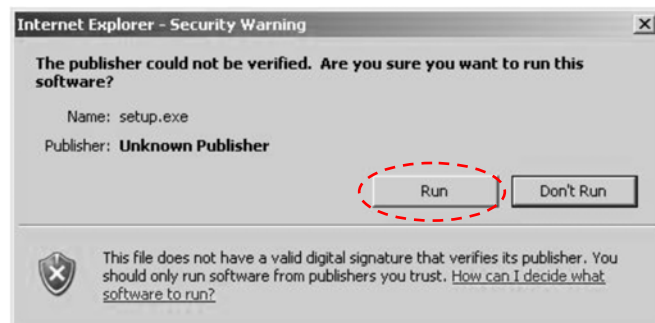 Internet Explorer - Security Warning
The publisher could not be verified.  Are you sure you want to run this
software?
Name: setup.exe
Publisher: Unknown Publisher
Run Don't Run
This file does not have a valid digital signature that verifies its publisher. You
should only run software from publishers you trust. How can I decide what
software to run?